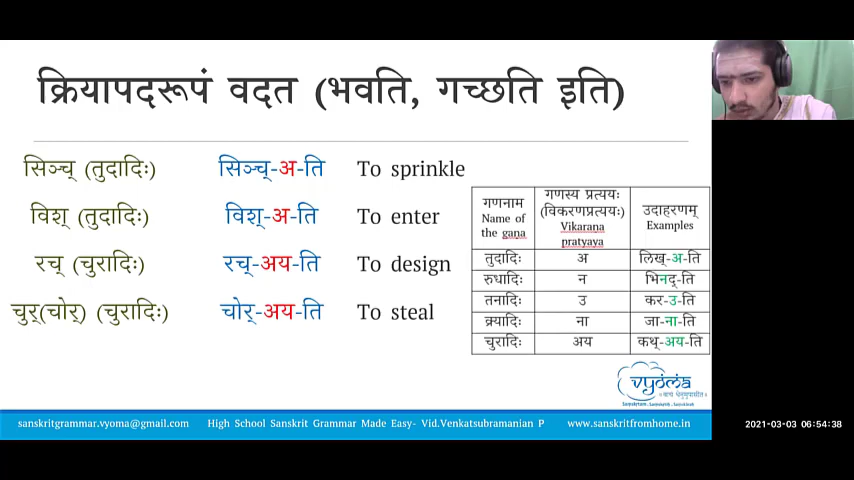 क्रियापदरूपं वदत (भवति, गच्छति इति)
सिञ्च् (तुदादिः) सिञ्च्-अ-ति To sprinkle
विश् (तुदादिः) विश्-अ-ति To enter
रच् (चुरादिः) रच्-अय-ति To design
चुर्(चोर्) (चुरादिः) चोर्-अय-ति To steal
गणनाम
Name of
the gana
गणस्य प्रत्ययः
(विकरणप्रत्ययः)
Vikarana
pratyaya
उदाहरणम्
Examples
तुदादिः अ लिख्-अ-ति
रुधादिः न भिनद्-ति
तनादिः उ कर-उ-ति
क्र्यादिः ना जा-ना-ति
चुरादिः अय कथ्-अय-ति
vyoma
sanskritgrammar.vyoma@gmail.com High School Sanskrit Grammar Made Easy- Vid.Venkatsubramanian P www.sanskritfromhome.in
2021-03-03 06:54:38